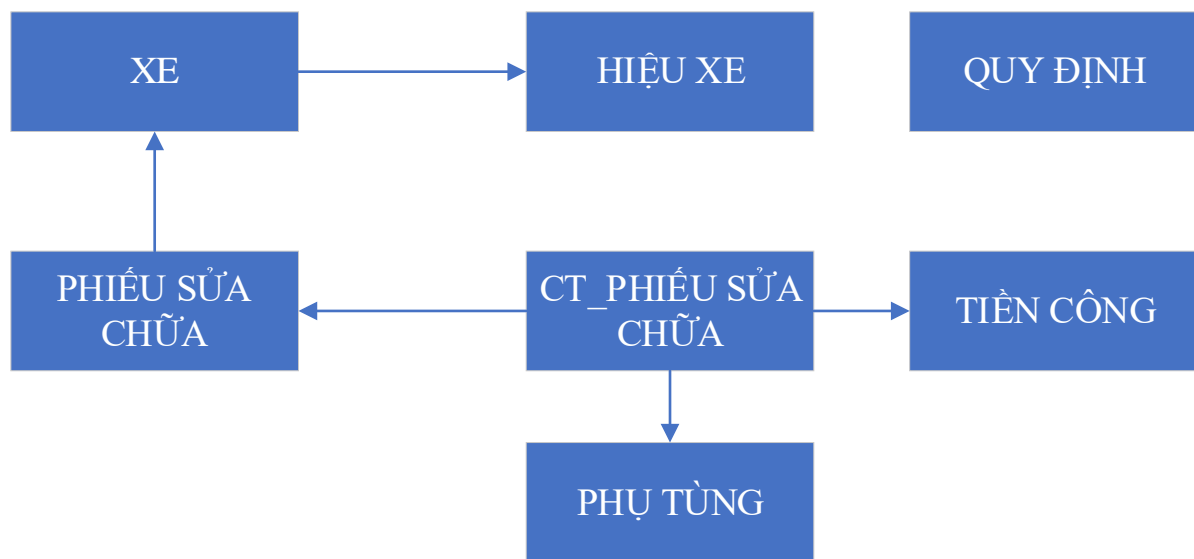 XE
HIỆU XE
QUY ĐỊNH
PHIẾU SỬA
CHỮA
CT_PHIẾU SỬA
CHỮA
TIỀN CÔNG
PHỤ TÙNG